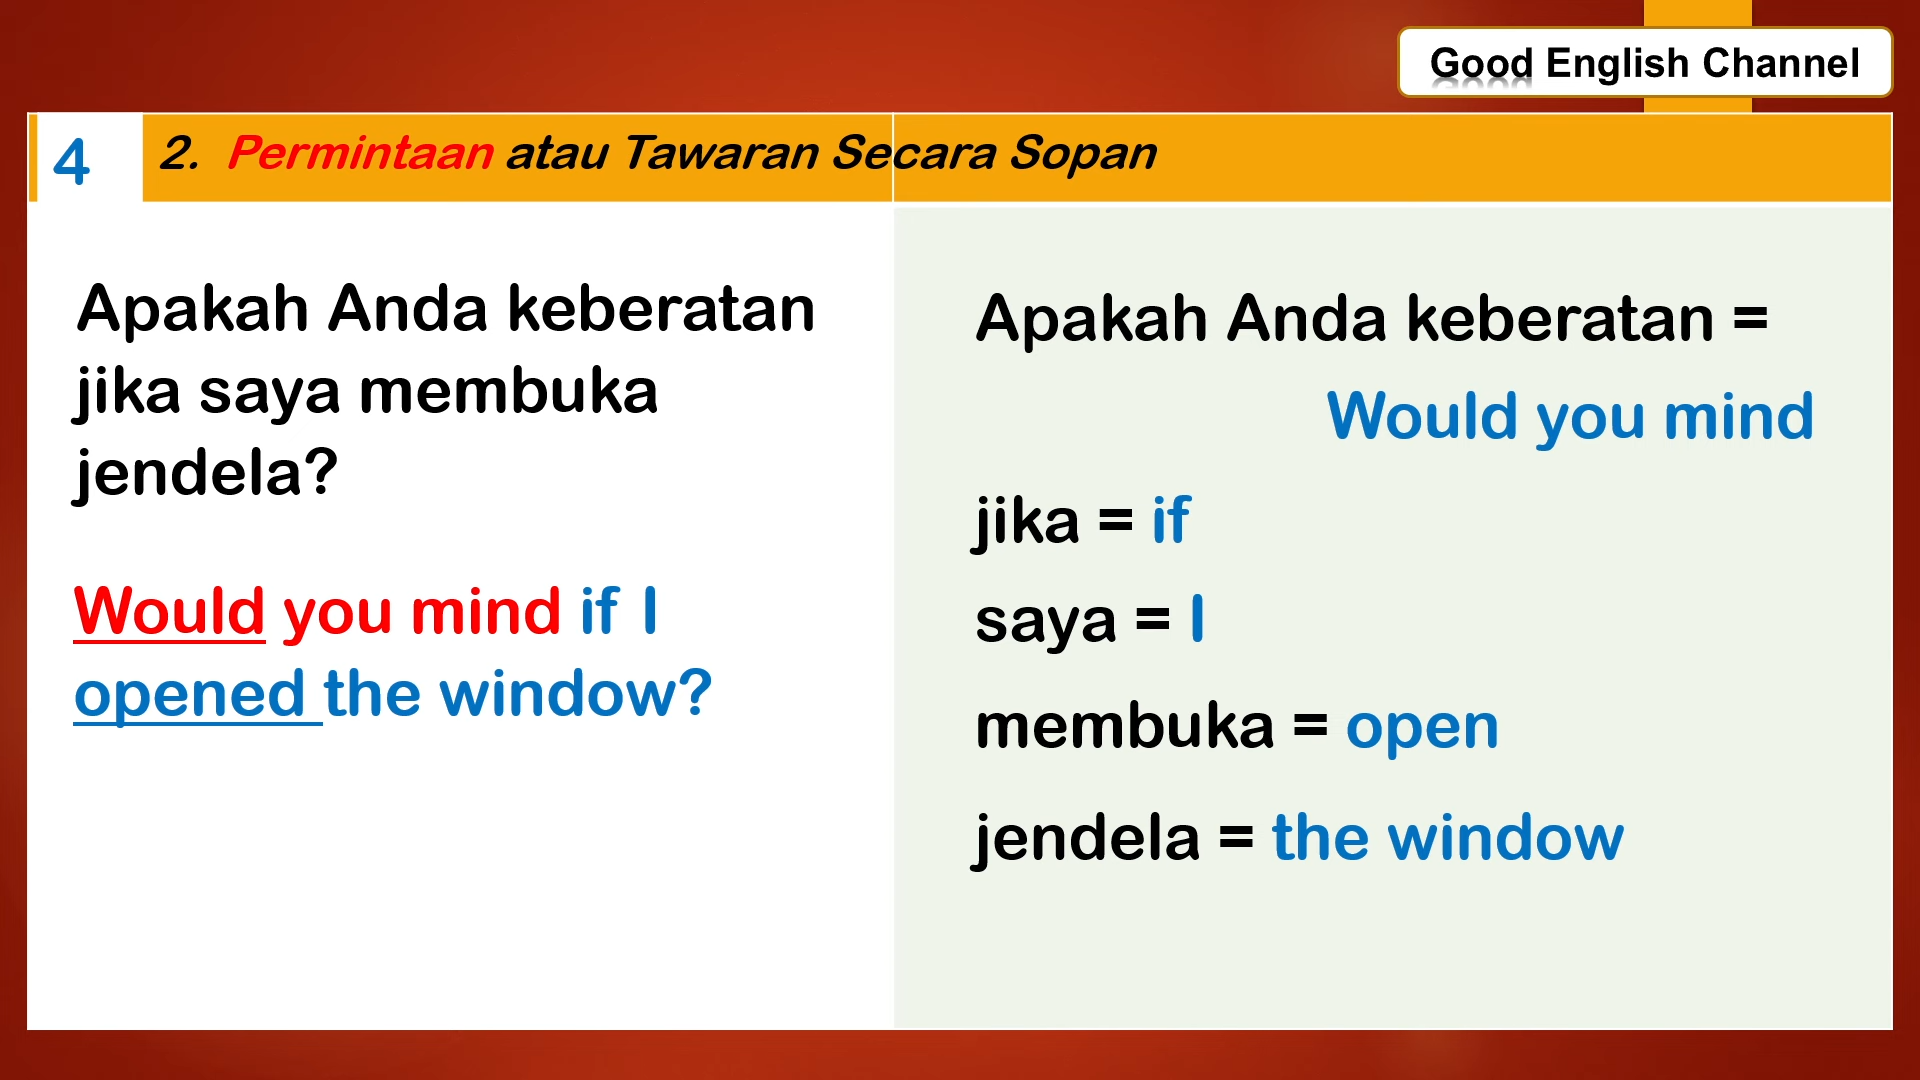 Good English Channel
4
2. Permintaan atau Tawaran Secara Sopan
Apakah Anda keberatan
jika saya membuka
jendela?
Would you mind if I
opened the window?
Apakah Anda keberatan =
Would you mind
jika = if
saya = I
membuka = open
jendela = the window